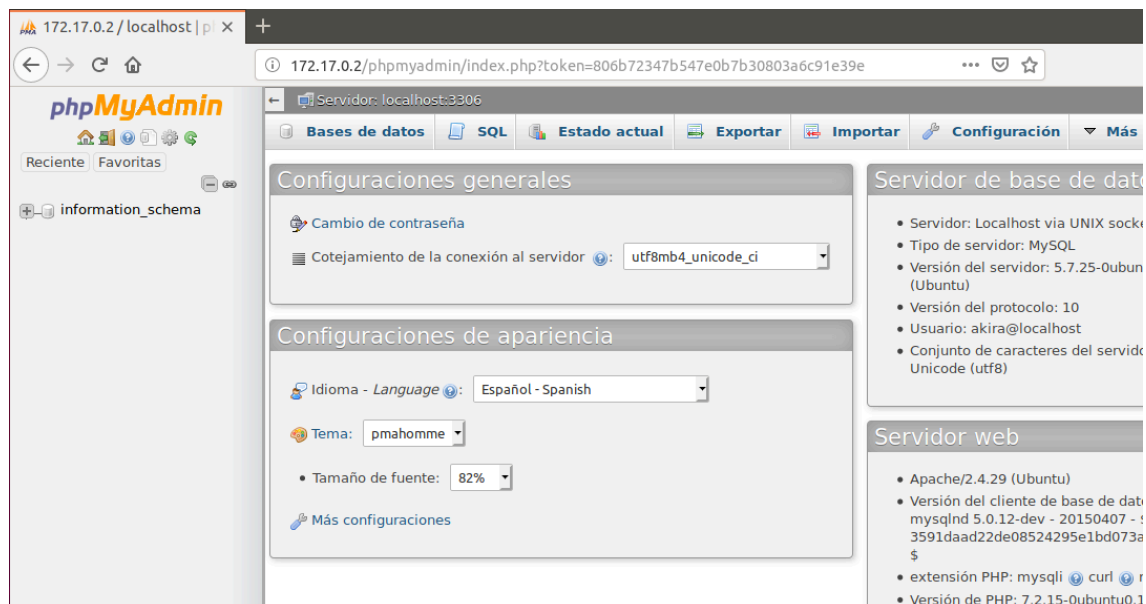 172.17.0.2 / localhost | p
172.17.0.2/phpmyadmin/index.php?token=806b72347b547e0b7b30803a6c91e39e
phpMyAdmin
Reciente Favoritas
information_schema
Servidor: localhost:3306
Bases de datos SQL Estado actual Exportar Importar Configuración Más
Configuraciones generales
Cambio de contraseña
Cotejamiento de la conexión al servidor : utf8mb4_unicode_ci
Configuraciones de apariencia
Idioma - Language : Español - Spanish
Tema: pmahomme
• Tamaño de fuente: 82%
Más configuraciones
Servidor de base de dato
• Servidor: Localhost via UNIX socke
• Tipo de servidor: MySQL
• Versión del servidor: 5.7.25-0ubun
(Ubuntu)
• Versión del protocolo: 10
• Usuario: akira@localhost
• Conjunto de caracteres del servido
Unicode (utf8)
Servidor web
• Apache/2.4.29 (Ubuntu)
• Versión del cliente de base de dato
mysqlnd 5.0.12-dev - 20150407 - $
3591daad22de08524295e1bd073a
$
• extensión PHP: mysqli curl
• Versión de PHP: 7.2.15-0ubuntu0.1